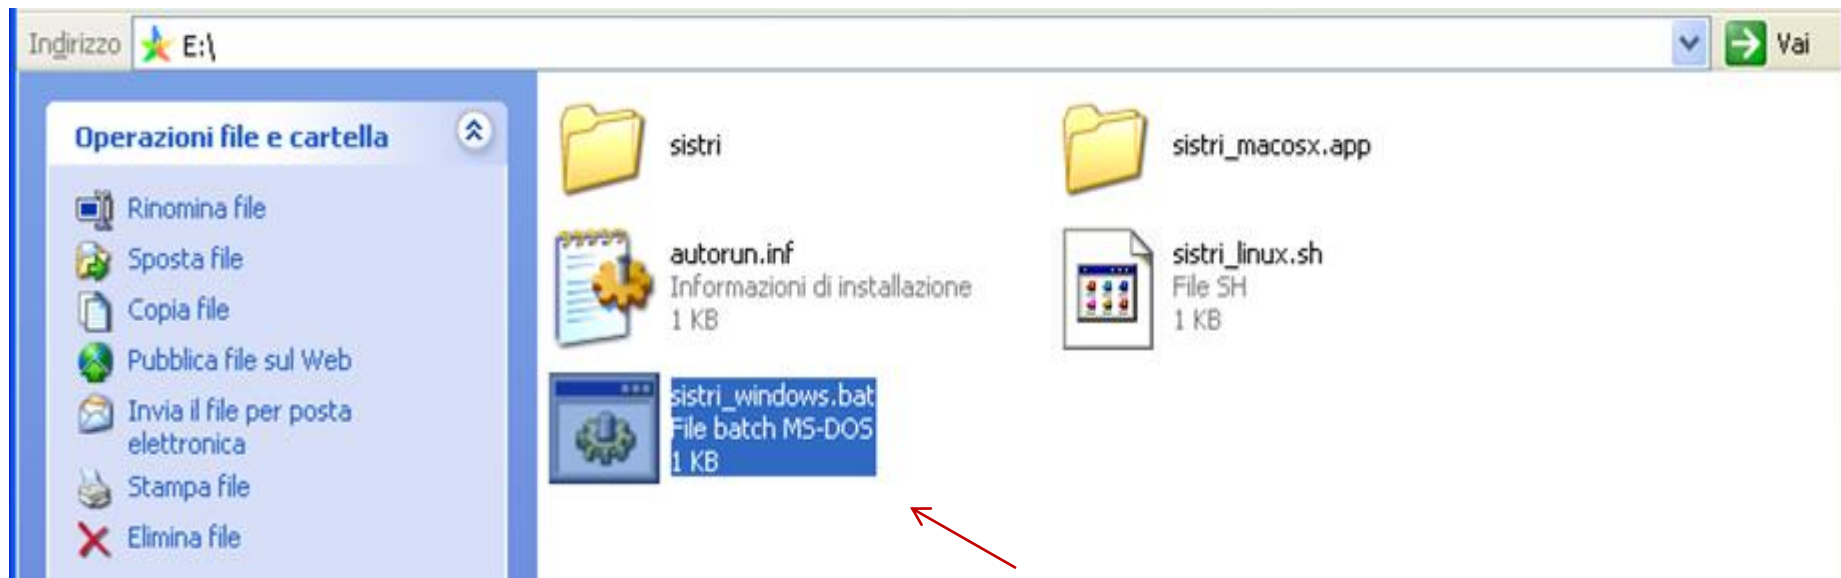 Indirizzo E:\ Vai
Operazioni file e cartella
Rinomina file
Sposta file
Copia file
Pubblica file sul Web
Invia il file per posta
elettronica
Stampa file
Elimina file
sistri
sistri_macosx.app
autorun.inf
Informazioni di installazione
1 KB
sistri_linux.sh
File SH
1 KB
sistri_windows.bat
File batch MS-DOS
1 KB